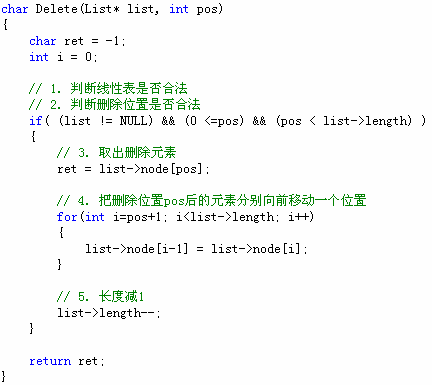 char Delete(List* list, int pos)
{
    char ret = -1;
    int i = 0;
    // 1. 判断线性表是否合法
    // 2. 判断删除位置是否合法
    if( (list != NULL) && (0 <=pos) && (pos < list->length) )
    {
        // 3. 取出删除元素
        ret = list->node[pos];
        // 4. 把删除位置pos后的元素分别向前移动一个位置
        for(int i=pos+1; i<list->length; i++)
        {
            list->node[i-1] = list->node[i];
        }
        // 5. 长度减1
        list->length--;
    }
    return ret;
}